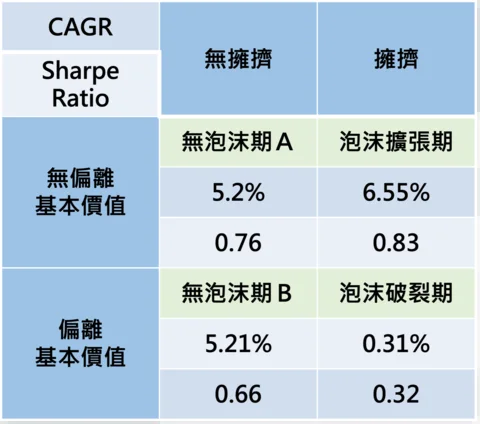 CAGR
Sharpe
Ratio
無擁擠
擁擠
無偏離
基本價值
無泡沫期A
泡沫擴張期
5.2%
6.55%
0.76
0.83
偏離
基本價值
無泡沫期B
泡沫破裂期
5.21%
0.31%
0.66
0.32